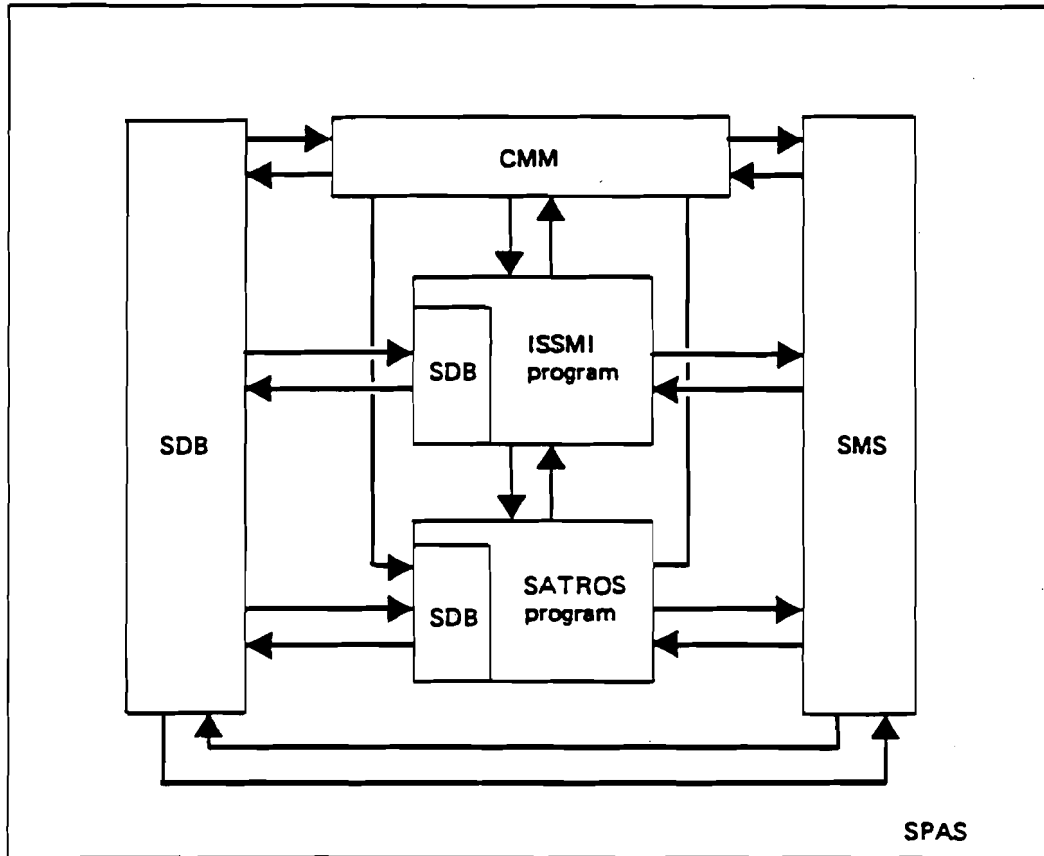 CMM
ISSMI
program
SDB
SDB
SMS
SATROS
program
SDB
SPAS